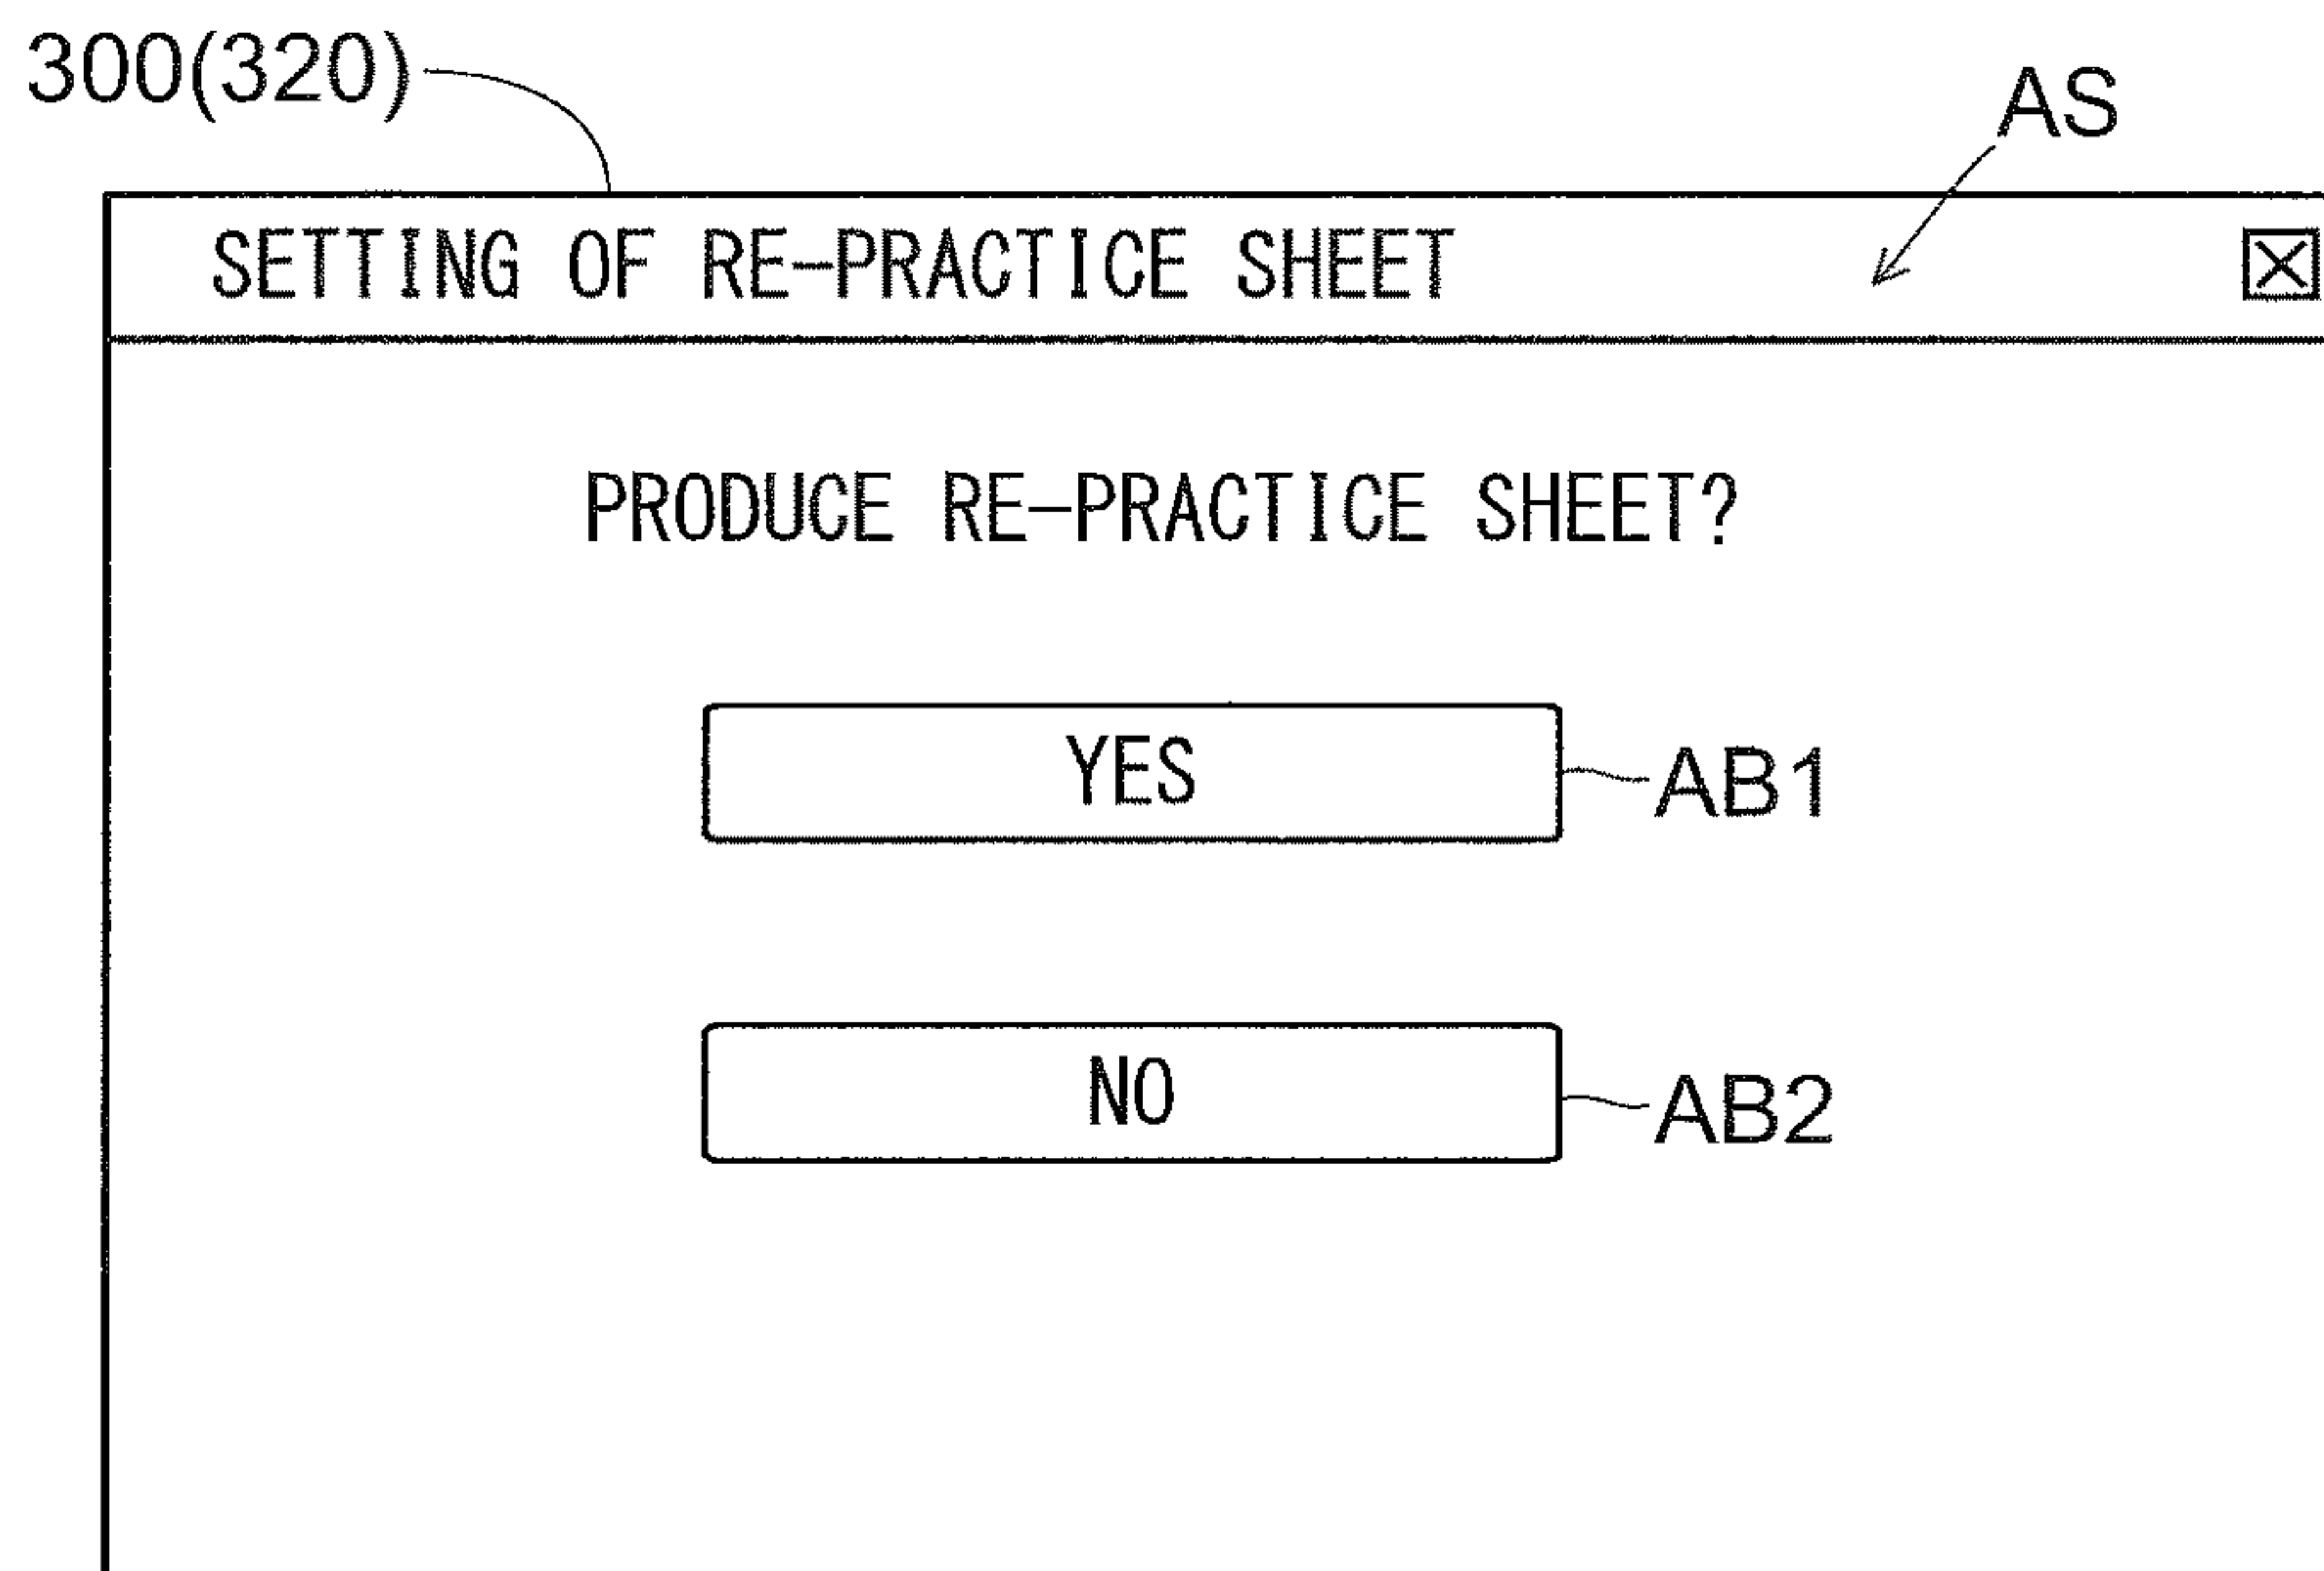 300(320)
AS
SETTING OF RE-PRACTICE SHEET
PRODUCE RE-PRACTICE SHEET?
YES
AB1
NO
AB2